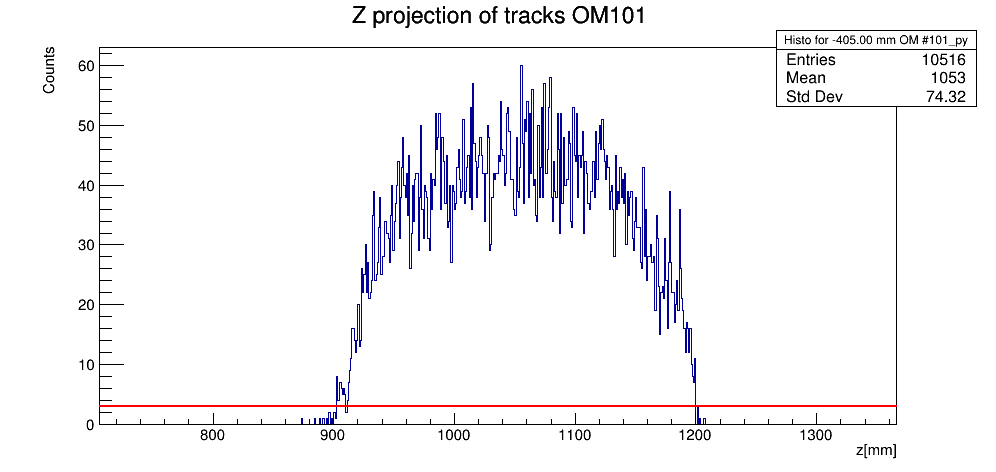 Z projection of tracks OM101
Histo for -405.00 mm OM #101_py
Entries 10516
Mean 1053
Std Dev 74.32
Counts
60
50
40
30
20
10
0
800 900 1000 1100 1200 1300
z[mm]